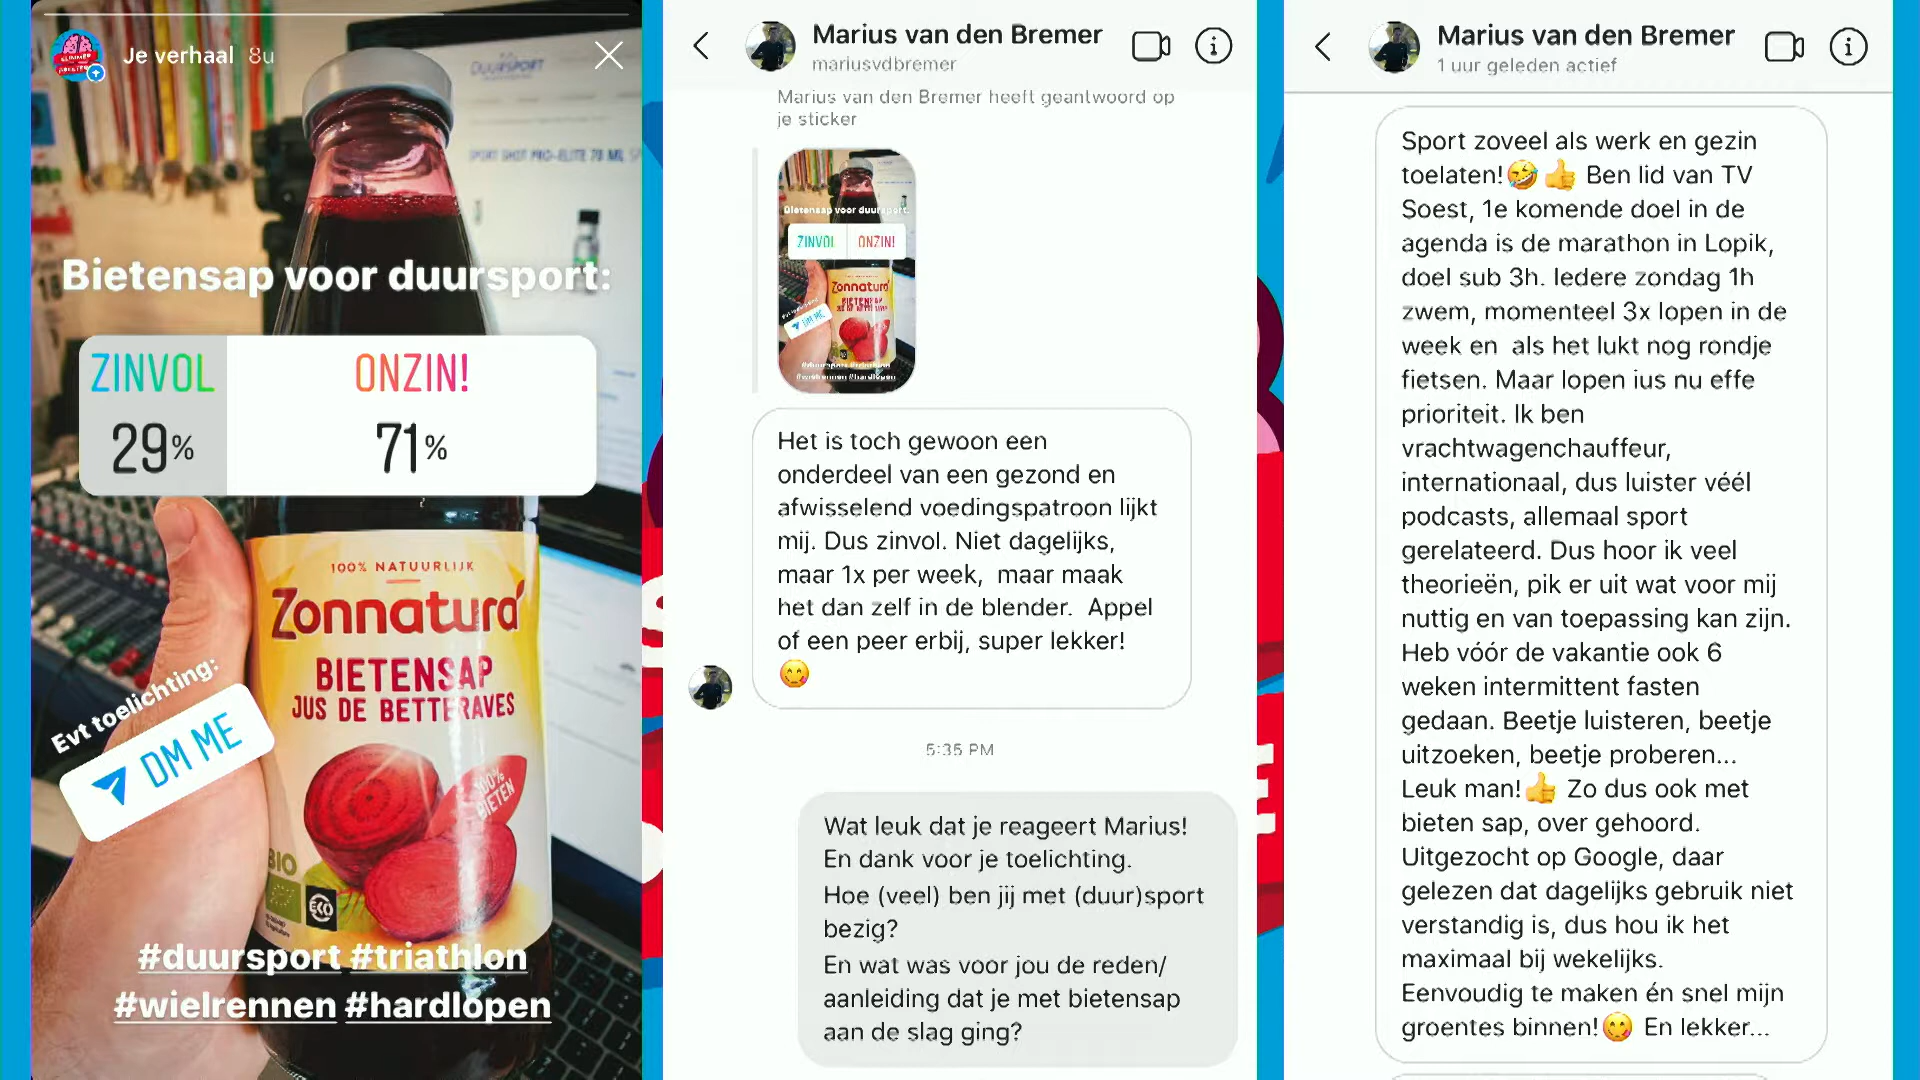 Je verhaal 8u
DUURSPORT
SPORT SHOT PRO-ELITE 70 ML
Bietensap voor duursport:
ZINVOL ONZIN!
29% 71%
100% NATUURLIJK
Zonnatura
BIETENSAP
JUS DE BETTERAVES
100% BIETEN
Evt toelichting:
DM ME
BIO
EKO
#duursport #triathlon
#wielrennen #hardlopen
Marius van den Bremer
mariusvdbremer
Marius van den Bremer heeft geantwoord op
je sticker
Bietensap voor duursport:
ZINVOL ONZIN!
Zonnatura
BIETENSAP
DM ME
#wielrennen #hardlopen
Het is toch gewoon een
onderdeel van een gezond en
afwisselend voedingspatroon lijkt
mij. Dus zinvol. Niet dagelijks,
maar 1x per week, maar maak
het dan zelf in de blender. Appel
of een peer erbij, super lekker!
😋
5:35 PM
Wat leuk dat je reageert Marius!
En dank voor je toelichting.
Hoe (veel) ben jij met (duur)sport
bezig?
En wat was voor jou de reden/
aanleiding dat je met bietensap
aan de slag ging?
Marius van den Bremer
1 uur geleden actief
Sport zoveel als werk en gezin
toelaten!🤣👍 Ben lid van TV
Soest, 1e komende doel in de
agenda is de marathon in Lopik,
doel sub 3h. Iedere zondag 1h
zwem, momenteel 3x lopen in de
week en als het lukt nog rondje
fietsen. Maar lopen ius nu effe
prioriteit. Ik ben
vrachtwagenchauffeur,
internationaal, dus luister véél
podcasts, allemaal sport
gerelateerd. Dus hoor ik veel
theorieën, pik er uit wat voor mij
nuttig en van toepassing kan zijn.
Heb vóór de vakantie ook 6
weken intermittent fasten
gedaan. Beetje luisteren, beetje
uitzoeken, beetje proberen...
Leuk man!👍 Zo dus ook met
bieten sap, over gehoord.
Uitgezocht op Google, daar
gelezen dat dagelijks gebruik niet
verstandig is, dus hou ik het
maximaal bij wekelijks.
Eenvoudig te maken én snel mijn
groentes binnen!😋 En lekker...